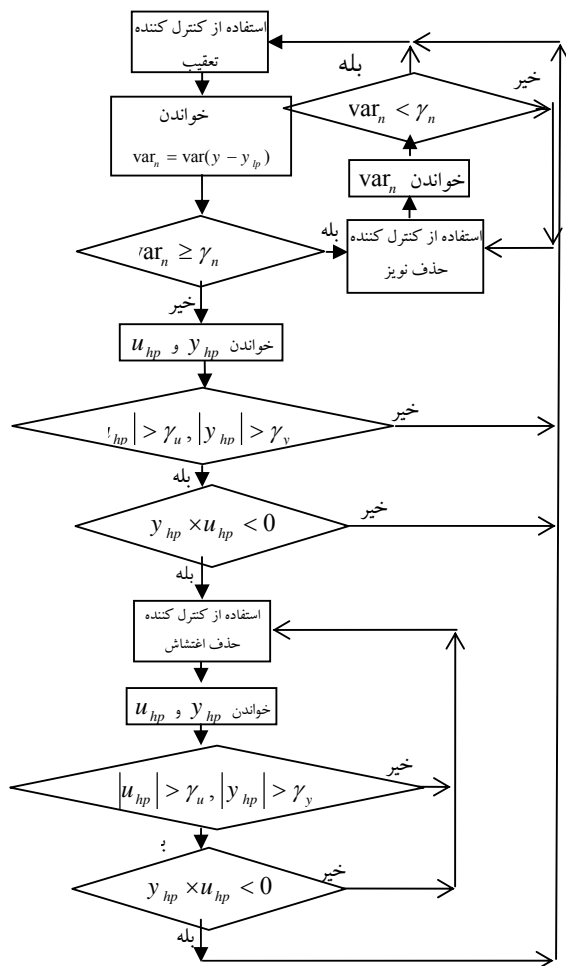 استفاده از کنترل کننده
تعقیب
بله
خیر
خواندن
var_n = var(y − y_lp)
var_n < γ_n
خواندن var_n
استفاده از کنترل کننده
حذف نویز
بله
var_n ≥ γ_n
خیر
خواندن y_hp و u_hp
خیر
u_hp| > γ_u , |y_hp| > γ_y
بله
خیر
y_hp × u_hp < 0
بله
استفاده از کنترل کننده
حذف اغتشاش
خواندن y_hp و u_hp
خیر
|u_hp| > γ_u , |y_hp| > γ_y
ب
خیر
y_hp × u_hp < 0
بله